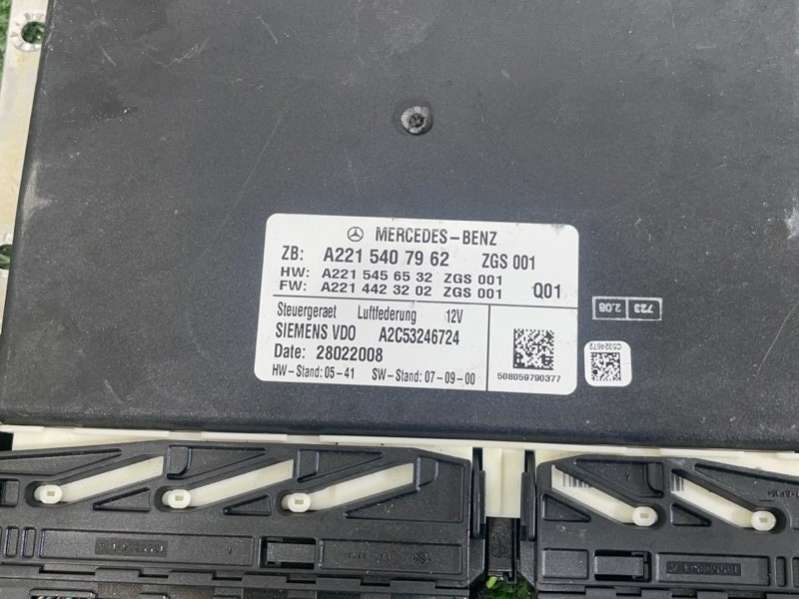 MERCEDES-BENZ
ZB: A221 540 79 62 ZGS 001
HW: A221 545 65 32 ZGS 001
FW: A221 442 32 02 ZGS 001 Q01
Steuergeraet Luftfederung 12V
SIEMENS VDO A2C53246724
Date: 28022008
HW-Stand: 05-41 SW-Stand: 07-09-00
508059790377
723 2.08